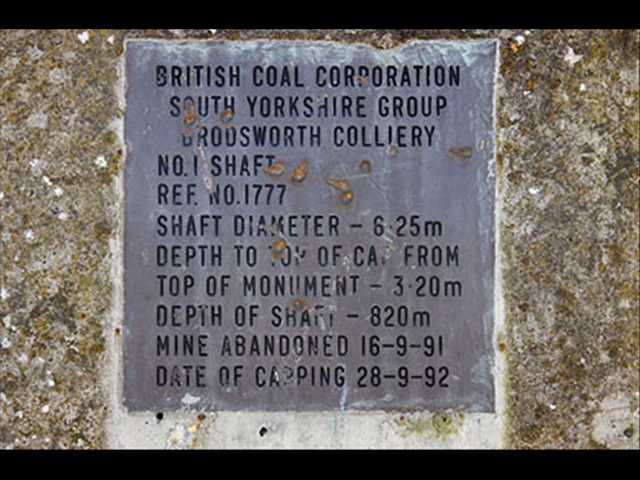 BRITISH COAL CORPORATION
SOUTH YORKSHIRE GROUP
BRODSWORTH COLLIERY
NO.1 SHAFT
REF. NO.1777
SHAFT DIAMETER – 6·25m
DEPTH TO TOP OF CAP FROM
TOP OF MONUMENT – 3·20m
DEPTH OF SHAFT – 820m
MINE ABANDONED 16-9-91
DATE OF CAPPING 28-9-92